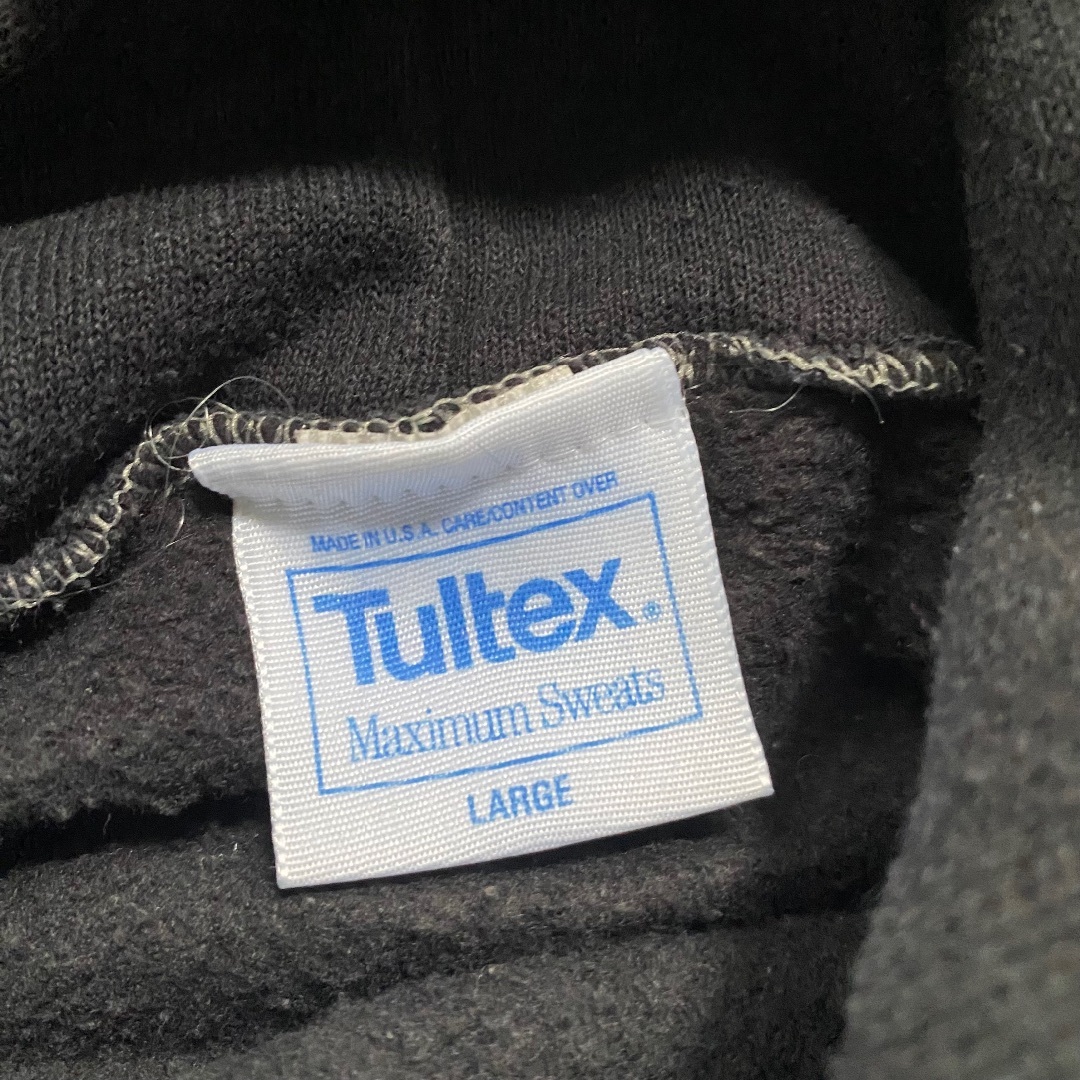 MADE IN U.S.A. CARE/CONTENT OVER
Tultex®
Maximum Sweats
LARGE